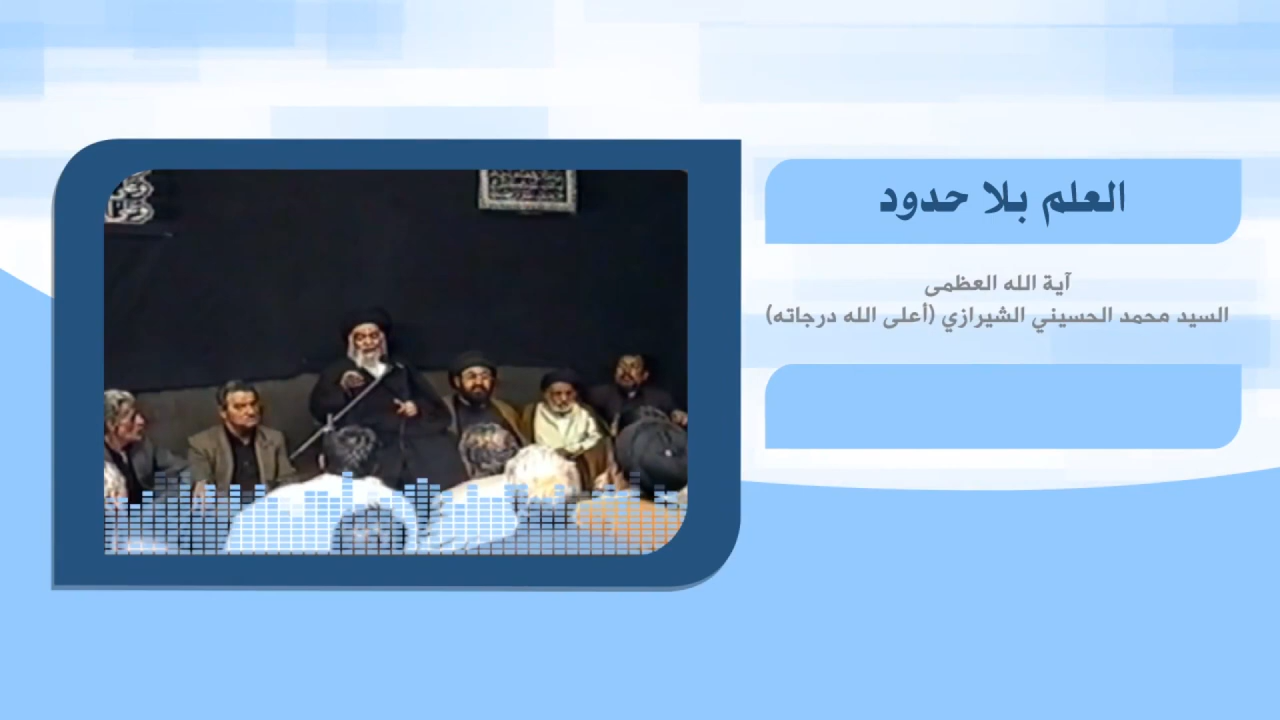 العلم بلا حدود
آية الله العظمى
السيد محمد الحسيني الشيرازي (أعلى الله درجاته)